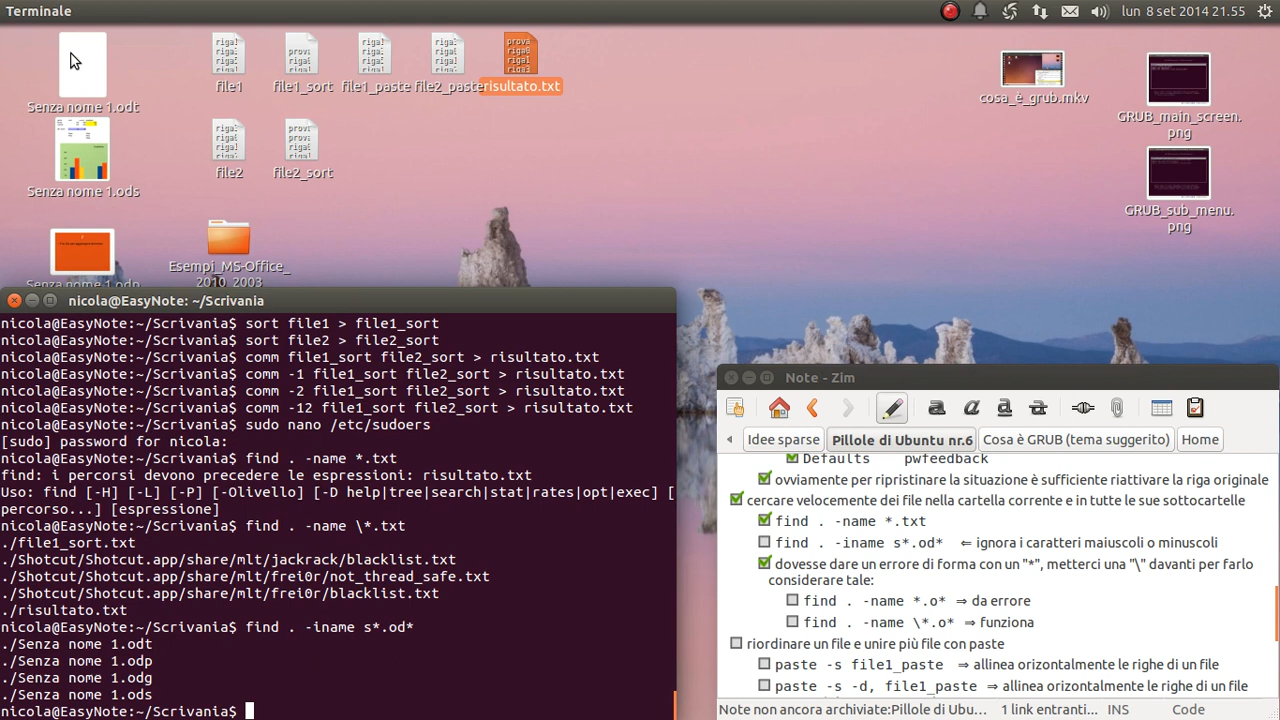 Terminale
lun 8 set 2014 21.55
Senza nome 1.odt
file1
file1_sort
file1_paste
file2_paste
risultato.txt
cosa_è_grub.mkv
GRUB_main_screen.
png
Senza nome 1.ods
file2
file2_sort
GRUB_sub_menu.
png
Senza nome 1.odp
Esempi_MS-Office_
2010_2003
nicola@EasyNote: ~/Scrivania
nicola@EasyNote:~/Scrivania$ sort file1 > file1_sort
nicola@EasyNote:~/Scrivania$ sort file2 > file2_sort
nicola@EasyNote:~/Scrivania$ comm file1_sort file2_sort > risultato.txt
nicola@EasyNote:~/Scrivania$ comm -1 file1_sort file2_sort > risultato.txt
nicola@EasyNote:~/Scrivania$ comm -2 file1_sort file2_sort > risultato.txt
nicola@EasyNote:~/Scrivania$ comm -12 file1_sort file2_sort > risultato.txt
nicola@EasyNote:~/Scrivania$ sudo nano /etc/sudoers
[sudo] password for nicola:
nicola@EasyNote:~/Scrivania$ find . -name *.txt
find: i percorsi devono precedere le espressioni: risultato.txt
Uso: find [-H] [-L] [-P] [-Olivello] [-D help|tree|search|stat|rates|opt|exec] [
percorso...] [espressione]
nicola@EasyNote:~/Scrivania$ find . -name \*.txt
./file1_sort.txt
./Shotcut/Shotcut.app/share/mlt/jackrack/blacklist.txt
./Shotcut/Shotcut.app/share/mlt/frei0r/not_thread_safe.txt
./Shotcut/Shotcut.app/share/mlt/frei0r/blacklist.txt
./risultato.txt
nicola@EasyNote:~/Scrivania$ find . -iname s*.od*
./Senza nome 1.odt
./Senza nome 1.odp
./Senza nome 1.odg
./Senza nome 1.ods
nicola@EasyNote:~/Scrivania$
Note - Zim
Idee sparse
Pillole di Ubuntu nr.6
Cosa è GRUB (tema suggerito)
Home
Defaults pwfeedback
ovviamente per ripristinare la situazione è sufficiente riattivare la riga originale
cercare velocemente dei file nella cartella corrente e in tutte le sue sottocartelle
find . -name *.txt
find . -iname s*.od* ⇐ ignora i caratteri maiuscoli o minuscoli
dovesse dare un errore di forma con un "*", metterci una "\" davanti per farlo
considerare tale:
find . -name *.o* ⇒ da errore
find . -name \*.o* ⇒ funziona
riordinare un file e unire più file con paste
paste -s file1_paste ⇒ allinea orizontalmente le righe di un file
paste -s -d, file1_paste ⇒ allinea orizontalmente le righe di un file
Note non ancora archiviate:Pillole di Ubu...
1 link entranti...
INS
Code